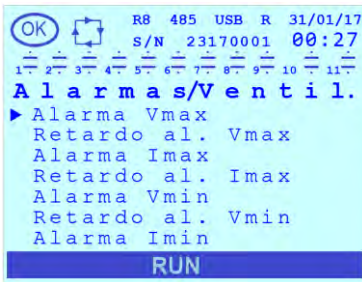 OK R8 485 USB R 31/01/17
S/N 23170001 00:27
1 2 3 4 5 6 7 8 9 10 11
Alarmas/Ventil.
Alarma Vmax
Retardo al. Vmax
Alarma Imax
Retardo al. Imax
Alarma Vmin
Retardo al. Vmin
Alarma Imin
RUN